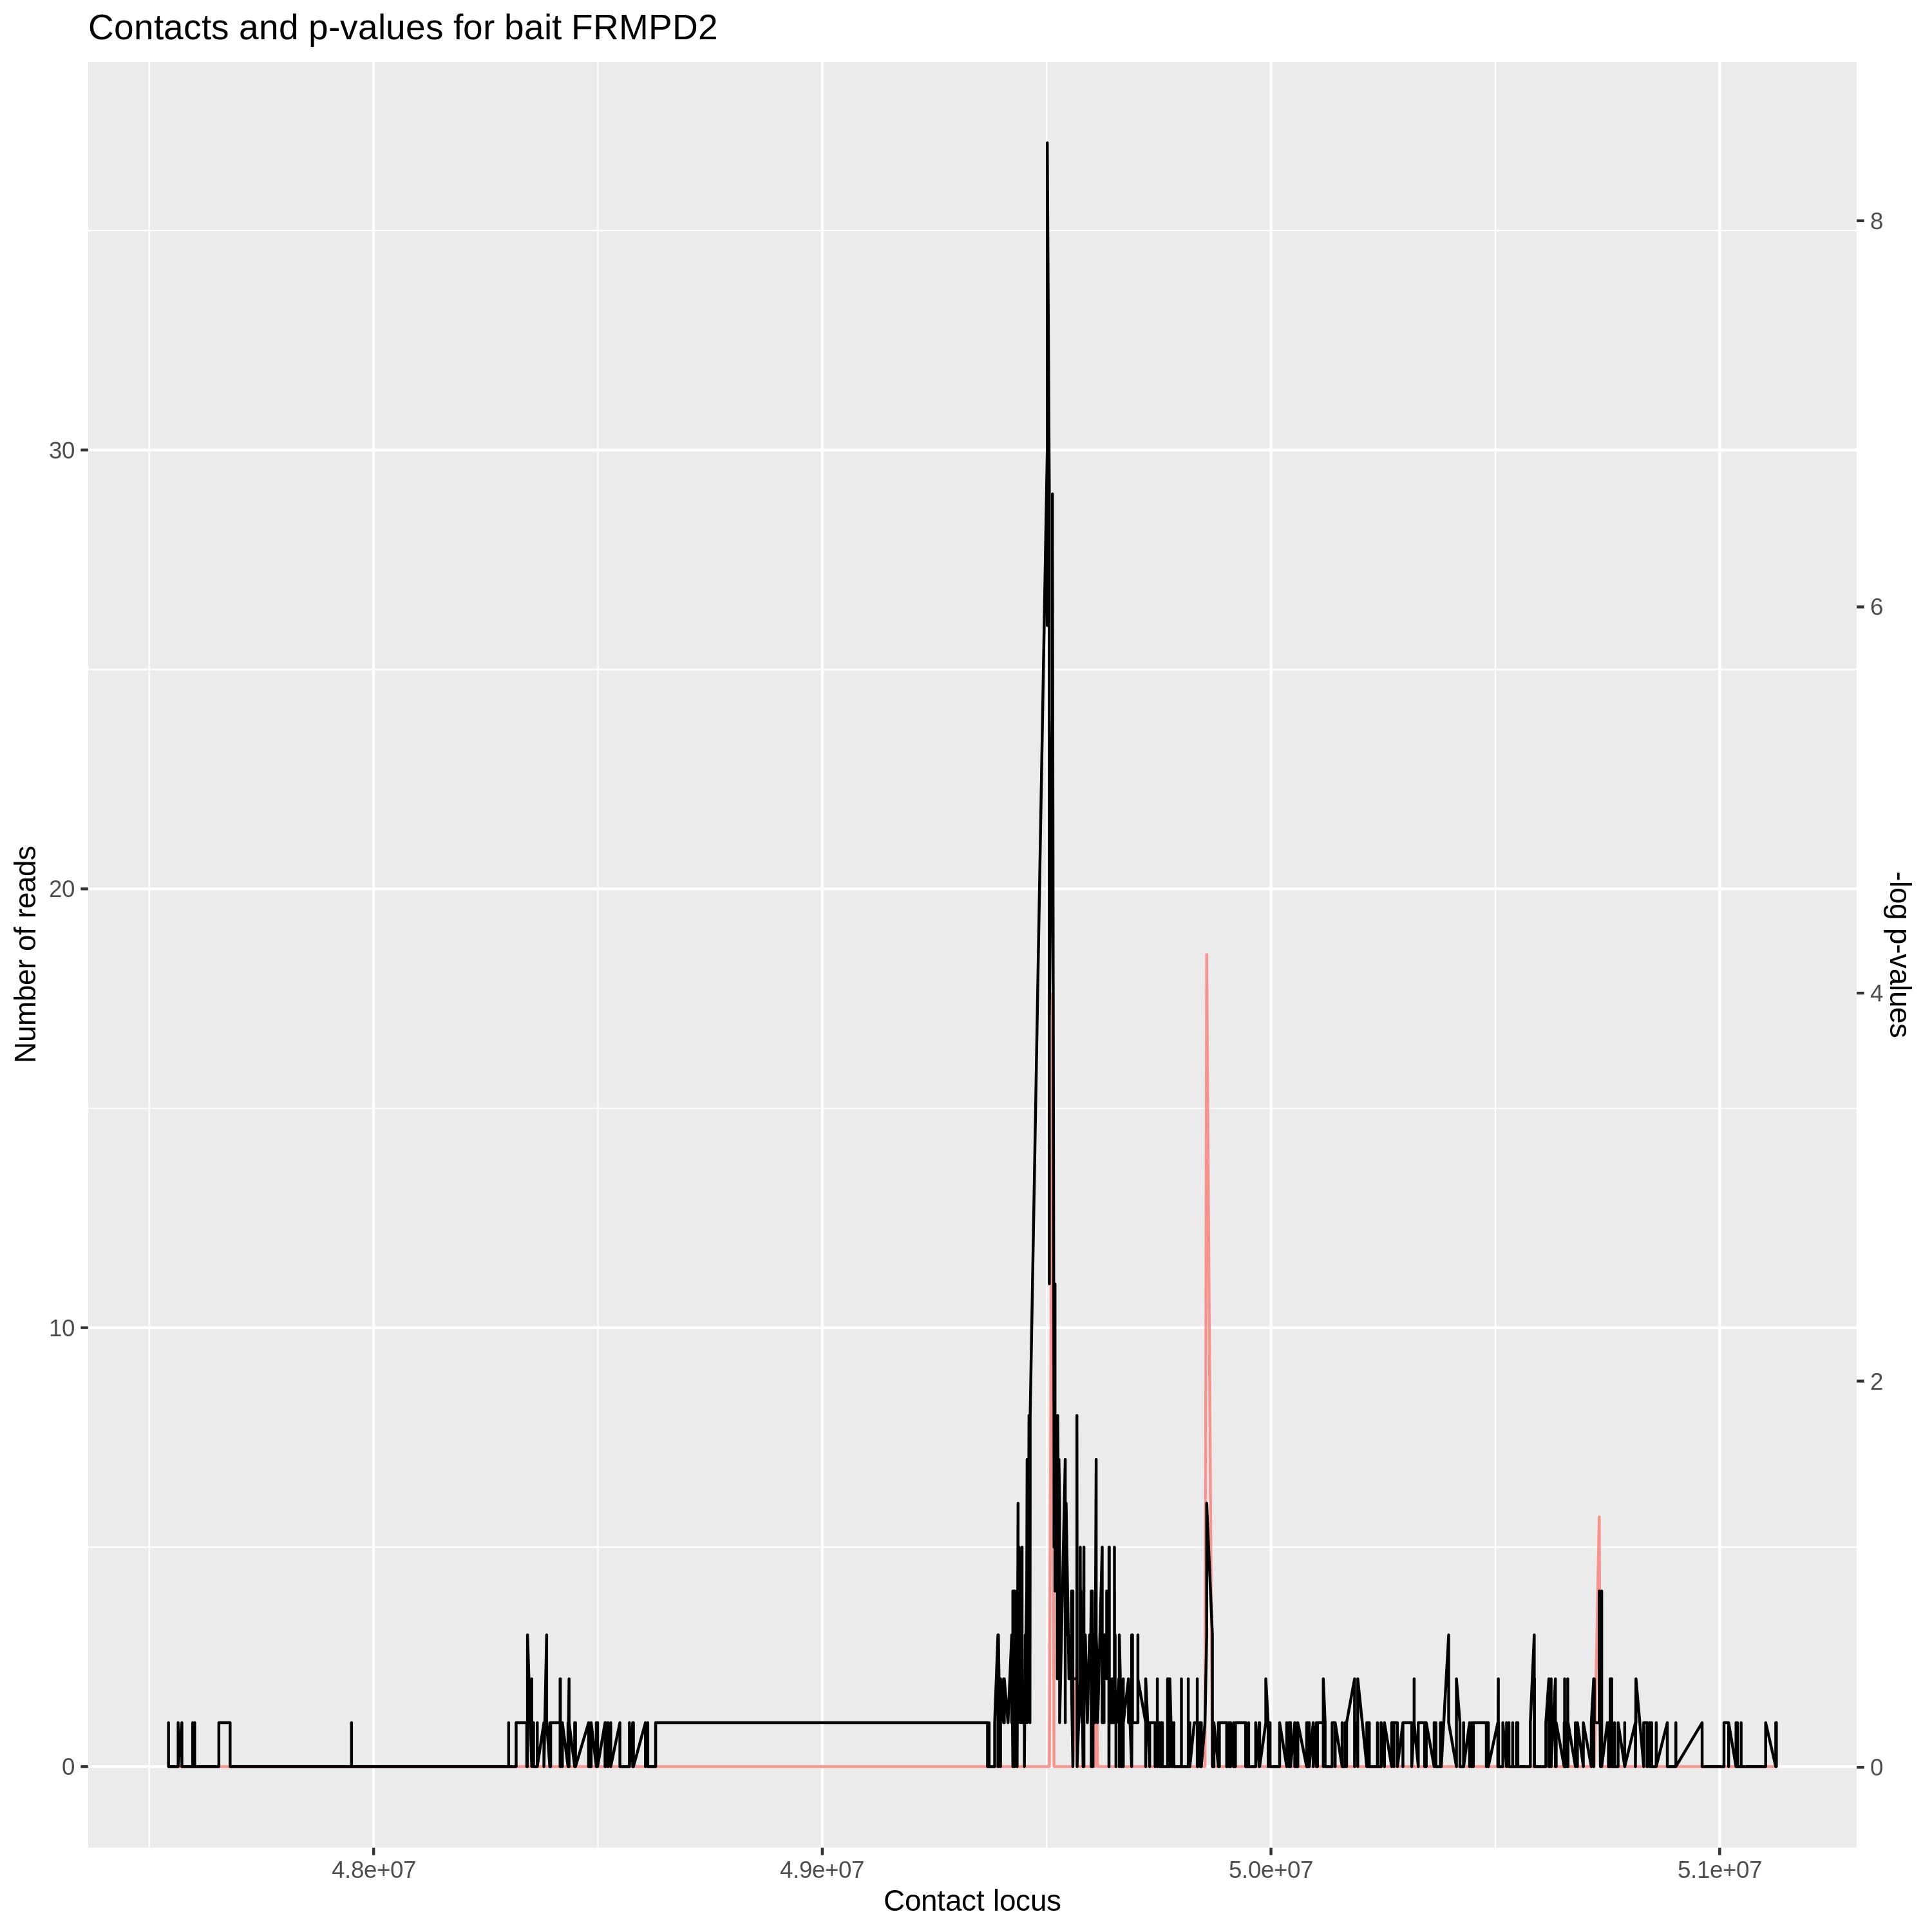 Contacts and p-values for bait FRMPD2
Number of reads
30
20
10
0
8
6
4
2
0
-log p-values
4.8e+07
4.9e+07
5.0e+07
5.1e+07
Contact locus